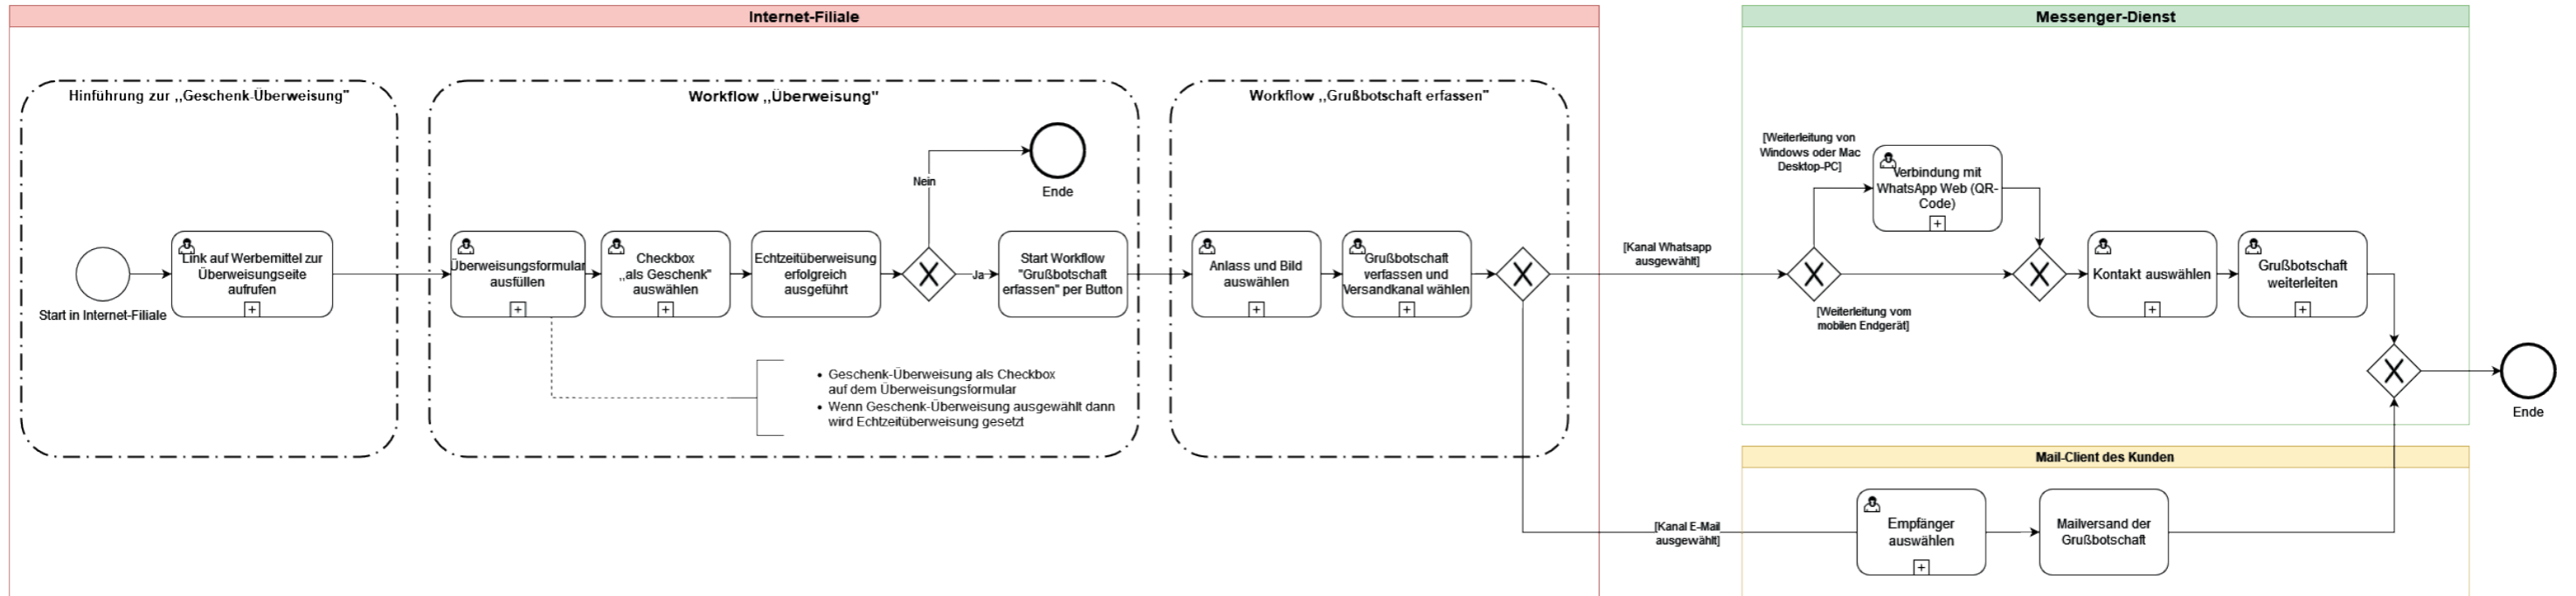 Internet-Filiale
Messenger-Dienst
Hinführung zur ,,Geschenk-Überweisung"
Workflow ,,Überweisung"
Workflow ,,Grußbotschaft erfassen"
Start in Internet-Filiale
Link auf Werbemittel zur
Überweisungseite
aufrufen
Überweisungsformular
ausfüllen
Checkbox
,,als Geschenk"
auswählen
Echtzeitüberweisung
erfolgreich
ausgeführt
Nein
Ende
Ja
Start Workflow
"Grußbotschaft
erfassen" per Button
Geschenk-Überweisung als Checkbox
auf dem Überweisungsformular
Wenn Geschenk-Überweisung ausgewählt dann
wird Echtzeitüberweisung gesetzt
Anlass und Bild
auswählen
Grußbotschaft
verfassen und
Versandkanal wählen
[Kanal Whatsapp
ausgewählt]
[Weiterleitung von
Windows oder Mac
Desktop-PC]
Verbindung mit
WhatsApp Web (QR-
Code)
[Weiterleitung vom
mobilen Endgerät]
Kontakt auswählen
Grußbotschaft
weiterleiten
Ende
Mail-Client des Kunden
[Kanal E-Mail
ausgewählt]
Empfänger
auswählen
Mailversand der
Grußbotschaft